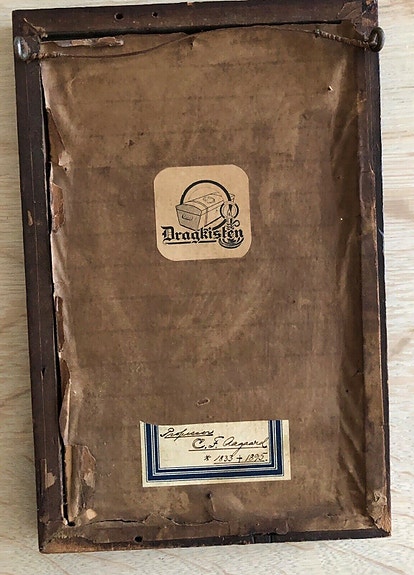 Dragkisten
Professor
C. F. Aagaard
* 1833 + 1895.